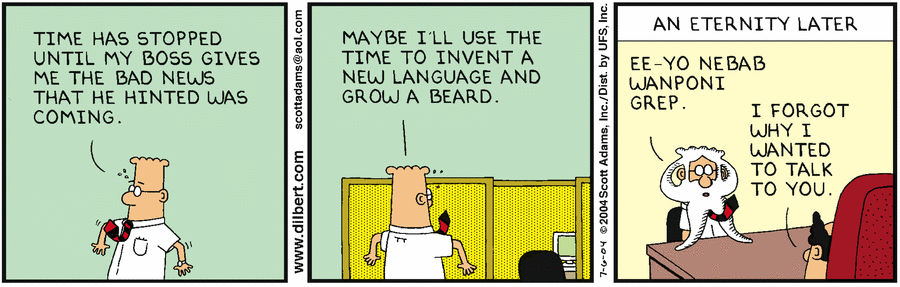 TIME HAS STOPPED
UNTIL MY BOSS GIVES
ME THE BAD NEWS
THAT HE HINTED WAS
COMING.
www.dilbert.com
scottadams@aol.com
MAYBE I'LL USE THE
TIME TO INVENT A
NEW LANGUAGE AND
GROW A BEARD.
7-6-04 © 2004 Scott Adams, Inc./Dist. by UFS, Inc.
AN ETERNITY LATER
EE-YO NEBAB
WANPONI
GREP.
I FORGOT
WHY I
WANTED
TO TALK
TO YOU.